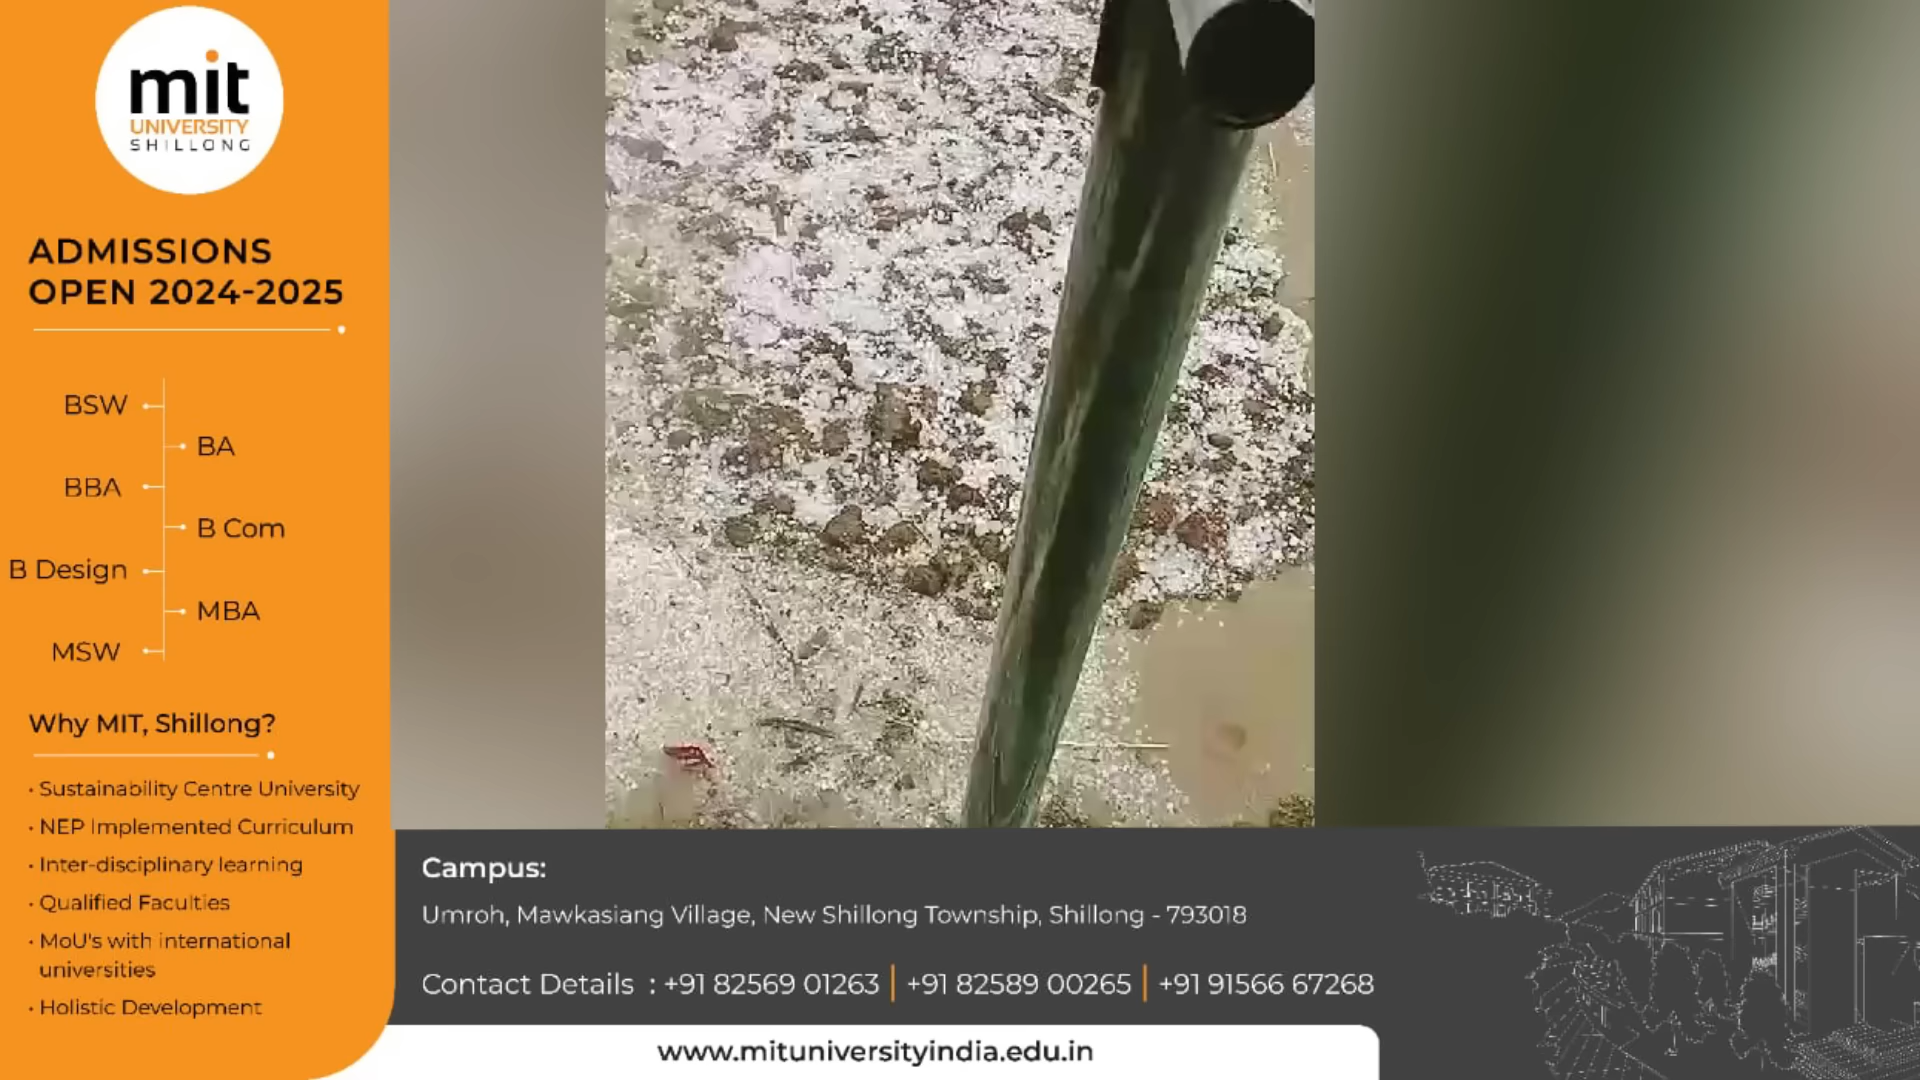 mit
UNIVERSITY
SHILLONG
ADMISSIONS
OPEN 2024-2025
BSW
BA
BBA
B Com
B Design
MBA
MSW
Why MIT, Shillong?
· Sustainability Centre University
· NEP Implemented Curriculum
· Inter-disciplinary learning
· Qualified Faculties
· MoU's with international
universities
· Holistic Development
Campus:
Umroh, Mawkasiang Village, New Shillong Township, Shillong - 793018
Contact Details : +91 82569 01263 | +91 82589 00265 | +91 91566 67268
www.mituniversityindia.edu.in